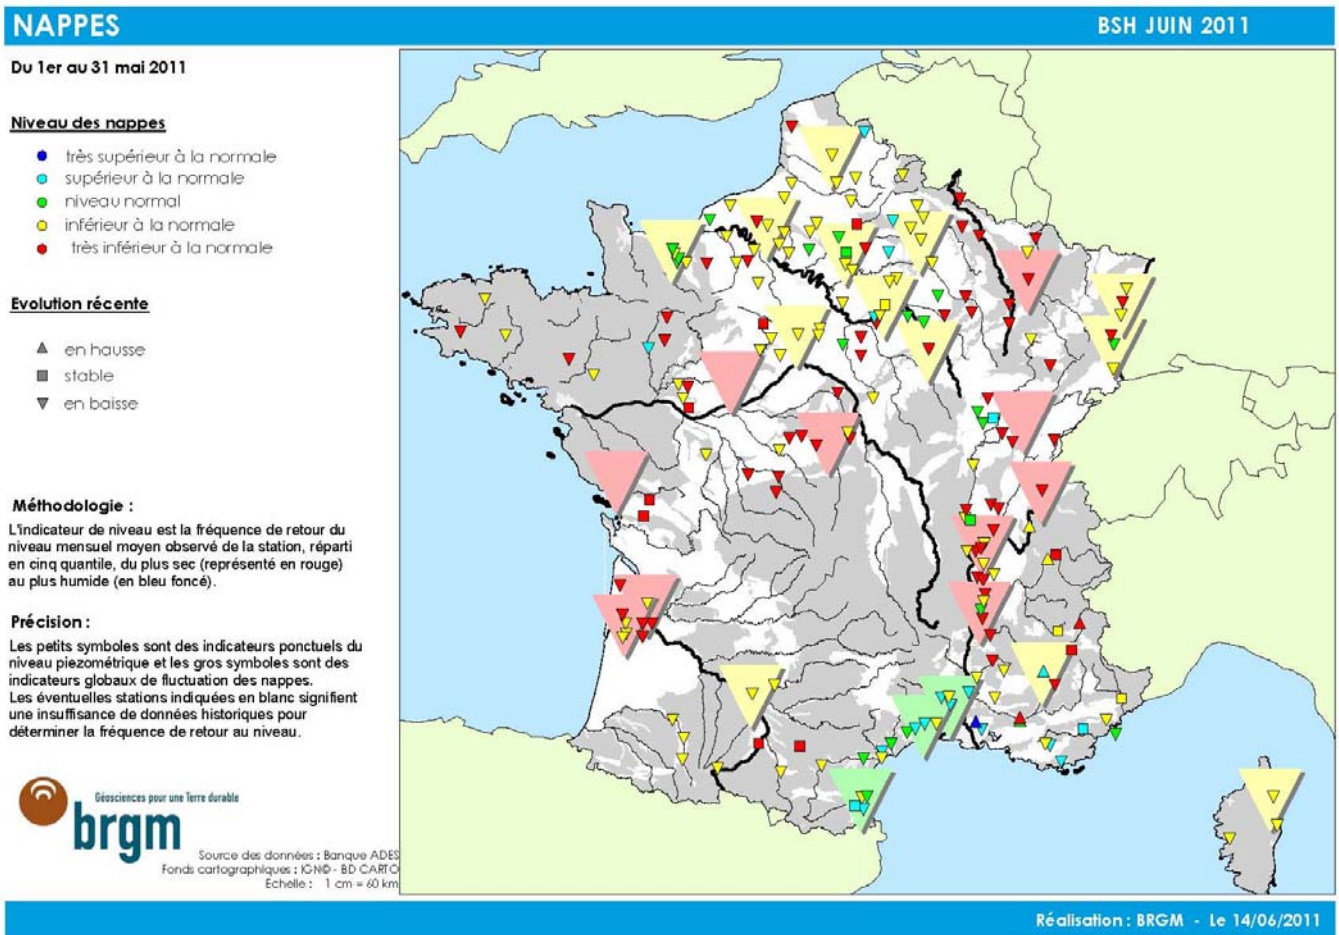 NAPPES
BSH JUIN 2011
Du 1er au 31 mai 2011
Niveau des nappes
très supérieur à la normale
supérieur à la normale
niveau normal
inférieur à la normale
très inférieur à la normale
Evolution récente
en hausse
stable
en baisse
Méthodologie :
L'indicateur de niveau est la fréquence de retour du
niveau mensuel moyen observé de la station, réparti
en cinq quantile, du plus sec (représenté en rouge)
au plus humide (en bleu foncé).
Précision :
Les petits symboles sont des indicateurs ponctuels du
niveau piezométrique et les gros symboles sont des
indicateurs globaux de fluctuation des nappes.
Les éventuelles stations indiquées en blanc signifient
une insuffisance de données historiques pour
déterminer la fréquence de retour au niveau.
Géosciences pour une Terre durable
brgm
Source des données : Banque ADES
Fonds cartographiques : IGN© - BD CARTO
Echelle : 1 cm = 60 km
Réalisation : BRGM - Le 14/06/2011